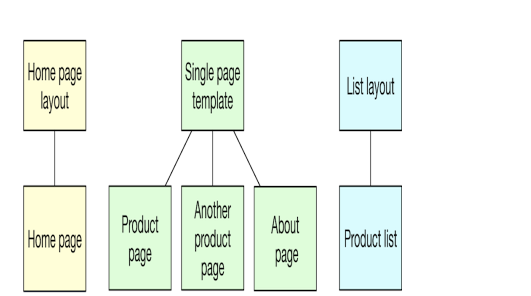 Home page
layout
Single page
template
List layout
Home page
Product
page
Another
product
page
About
page
Product list